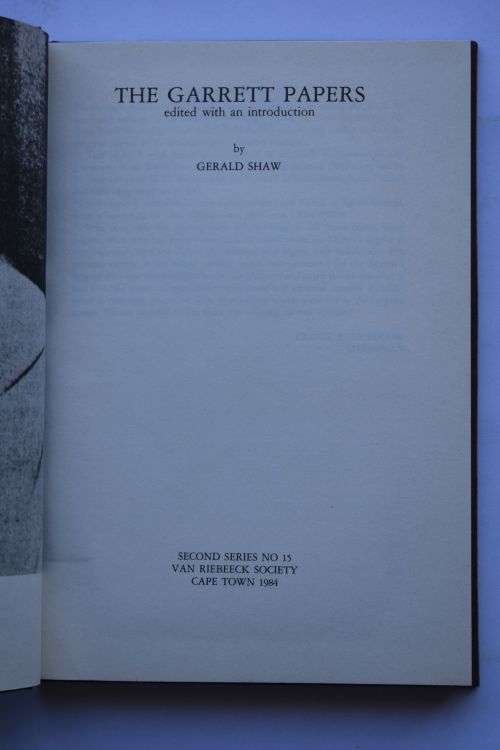 THE GARRETT PAPERS
edited with an introduction
by
GERALD SHAW
SECOND SERIES NO 15
VAN RIEBEECK SOCIETY
CAPE TOWN 1984